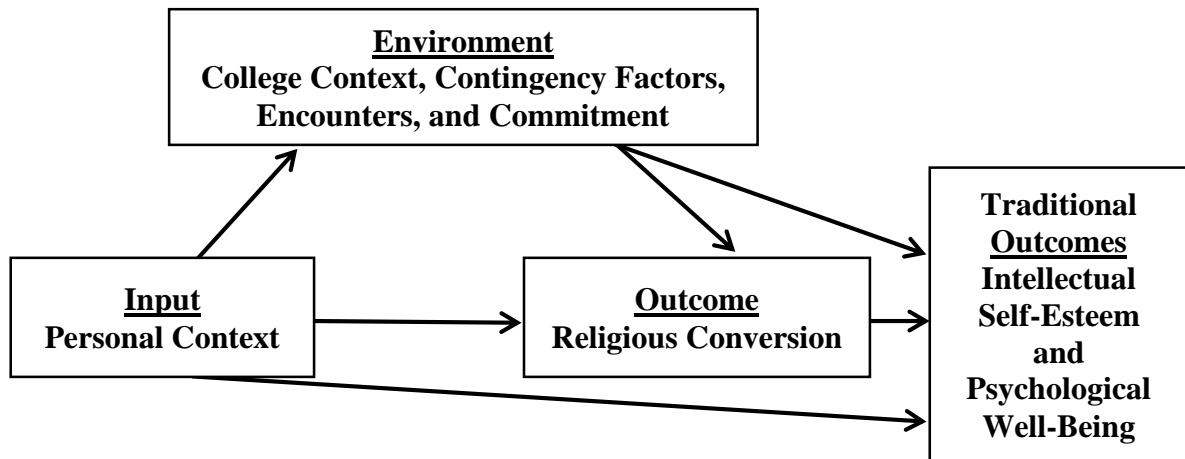 Environment
College Context, Contingency Factors,
Encounters, and Commitment
Input
Personal Context
Outcome
Religious Conversion
Traditional
Outcomes
Intellectual
Self-Esteem
and
Psychological
Well-Being